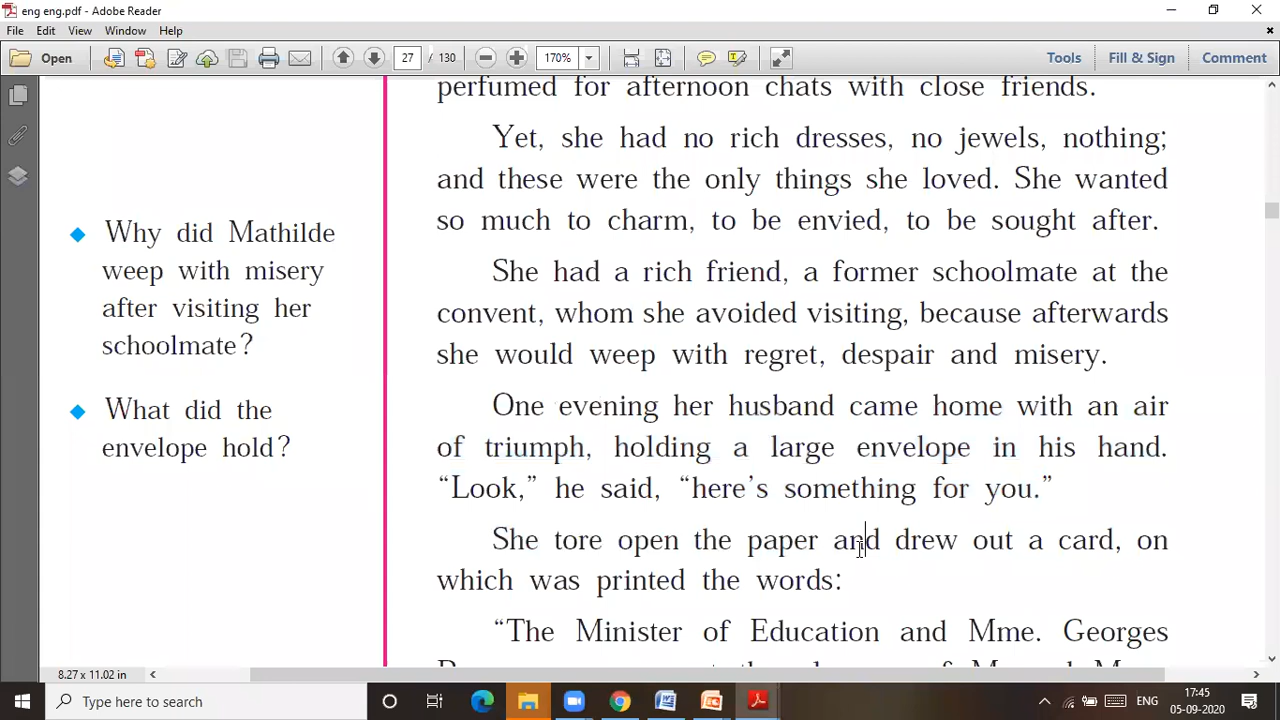 eng eng.pdf - Adobe Reader
File Edit View Window Help
Open 27 / 130 170% Tools Fill & Sign Comment
perfumed for afternoon chats with close friends.
Yet, she had no rich dresses, no jewels, nothing;
and these were the only things she loved. She wanted
so much to charm, to be envied, to be sought after.
Why did Mathilde
weep with misery
after visiting her
schoolmate?
She had a rich friend, a former schoolmate at the
convent, whom she avoided visiting, because afterwards
she would weep with regret, despair and misery.
What did the
envelope hold?
One evening her husband came home with an air
of triumph, holding a large envelope in his hand.
“Look,” he said, “here’s something for you.”
She tore open the paper and drew out a card, on
which was printed the words:
“The Minister of Education and Mme. Georges
8.27 x 11.02 in
Type here to search
ENG
17:45
05-09-2020